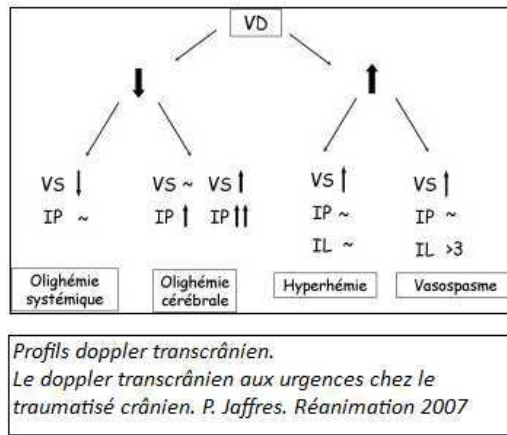 VD
VS ↓
IP ~
VS ~ VS ↑
IP ↑ IP ↑↑
VS ↑
IP ~
IL ~
VS ↑
IP ~
IL >3
Olighémie
systémique
Olighémie
cérébrale
Hyperhémie
Vasospasme
Profils doppler transcrânien.
Le doppler transcrânien aux urgences chez le
traumatisé crânien. P. Jaffres. Réanimation 2007